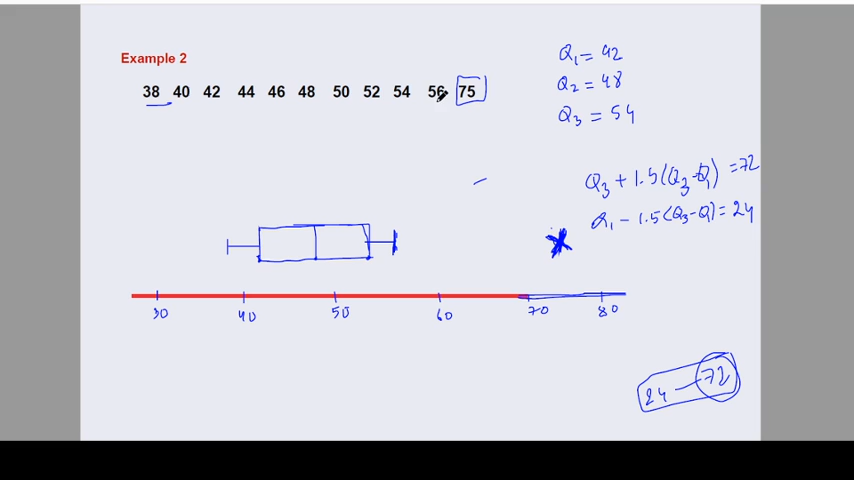 Example 2
38 40 42 44 46 48 50 52 54 56 75
Q₁ = 42
Q₂ = 48
Q₃ = 54
Q₃ + 1.5(Q₃-Q₁) = 72
Q₁ - 1.5(Q₃-Q₁) = 24
30 40 50 60 70 80
24 - 72